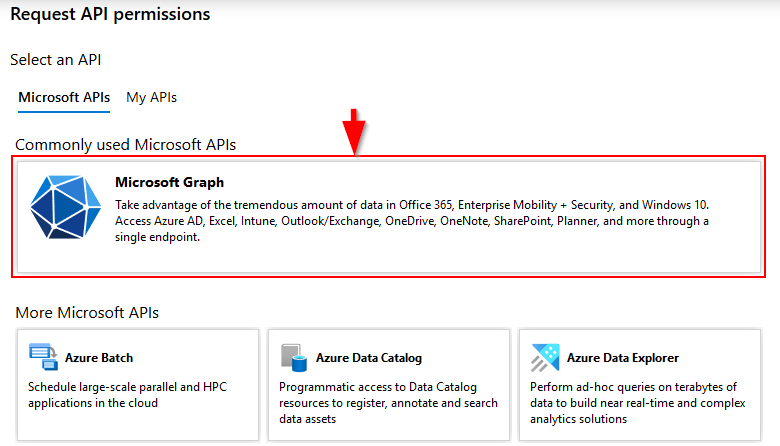 Request API permissions
Select an API
Microsoft APIs My APIs
Commonly used Microsoft APIs
Microsoft Graph
Take advantage of the tremendous amount of data in Office 365, Enterprise Mobility + Security, and Windows 10.
Access Azure AD, Excel, Intune, Outlook/Exchange, OneDrive, OneNote, SharePoint, Planner, and more through a
single endpoint.
More Microsoft APIs
Azure Batch
Schedule large-scale parallel and HPC
applications in the cloud
Azure Data Catalog
Programmatic access to Data Catalog
resources to register, annotate and search
data assets
Azure Data Explorer
Perform ad-hoc queries on terabytes of
data to build near real-time and complex
analytics solutions